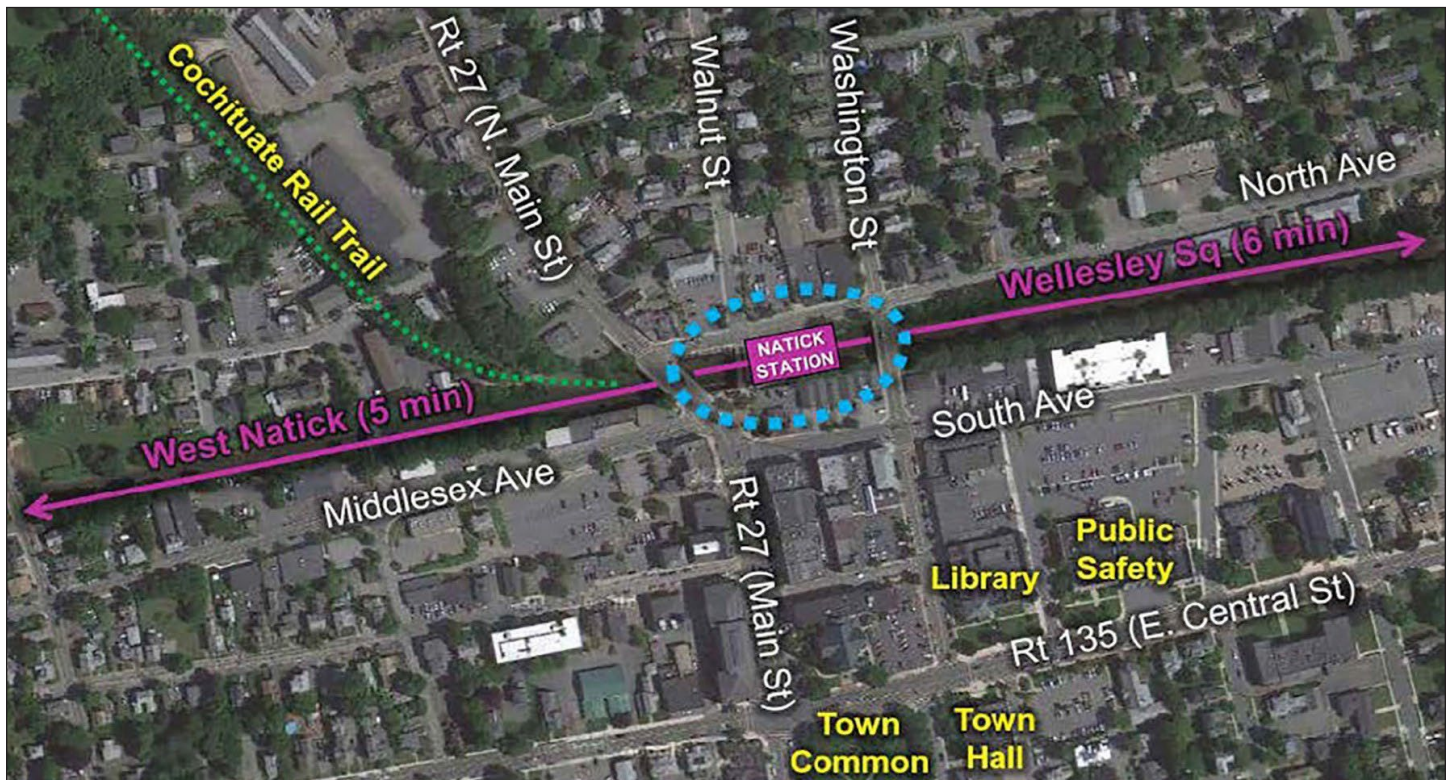 Cochituate Rail Trail
Rt 27 (N. Main St)
Walnut St
Washington St
North Ave
Wellesley Sq (6 min)
NATICK
STATION
West Natick (5 min)
South Ave
Middlesex Ave
Rt 27 (Main St)
Public
Safety
Library
Rt 135 (E. Central St)
Town
Common
Town
Hall